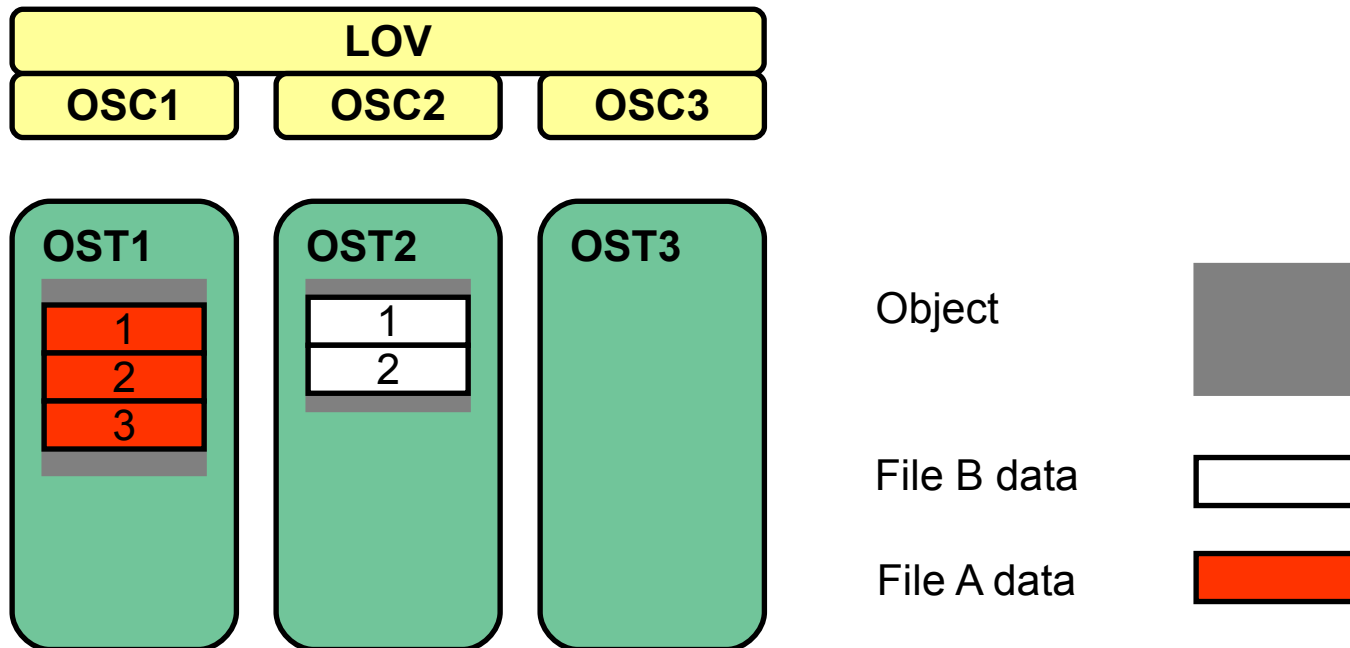 LOV
OSC1 OSC2 OSC3
OST1 OST2 OST3
1 1
2 2
3
Object
File B data
File A data